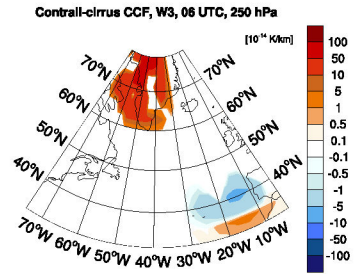 Contrail-cirrus CCF, W3, 06 UTC, 250 hPa
[10⁻¹⁴ K/km]
70°N 70°N
60°N 60°N
50°N 50°N
40°N 40°N
70°W 60°W 50°W 40°W 30°W 20°W 10°W
100
50
10
5
1
0.5
0.1
-0.1
-0.5
-1
-5
-10
-50
-100